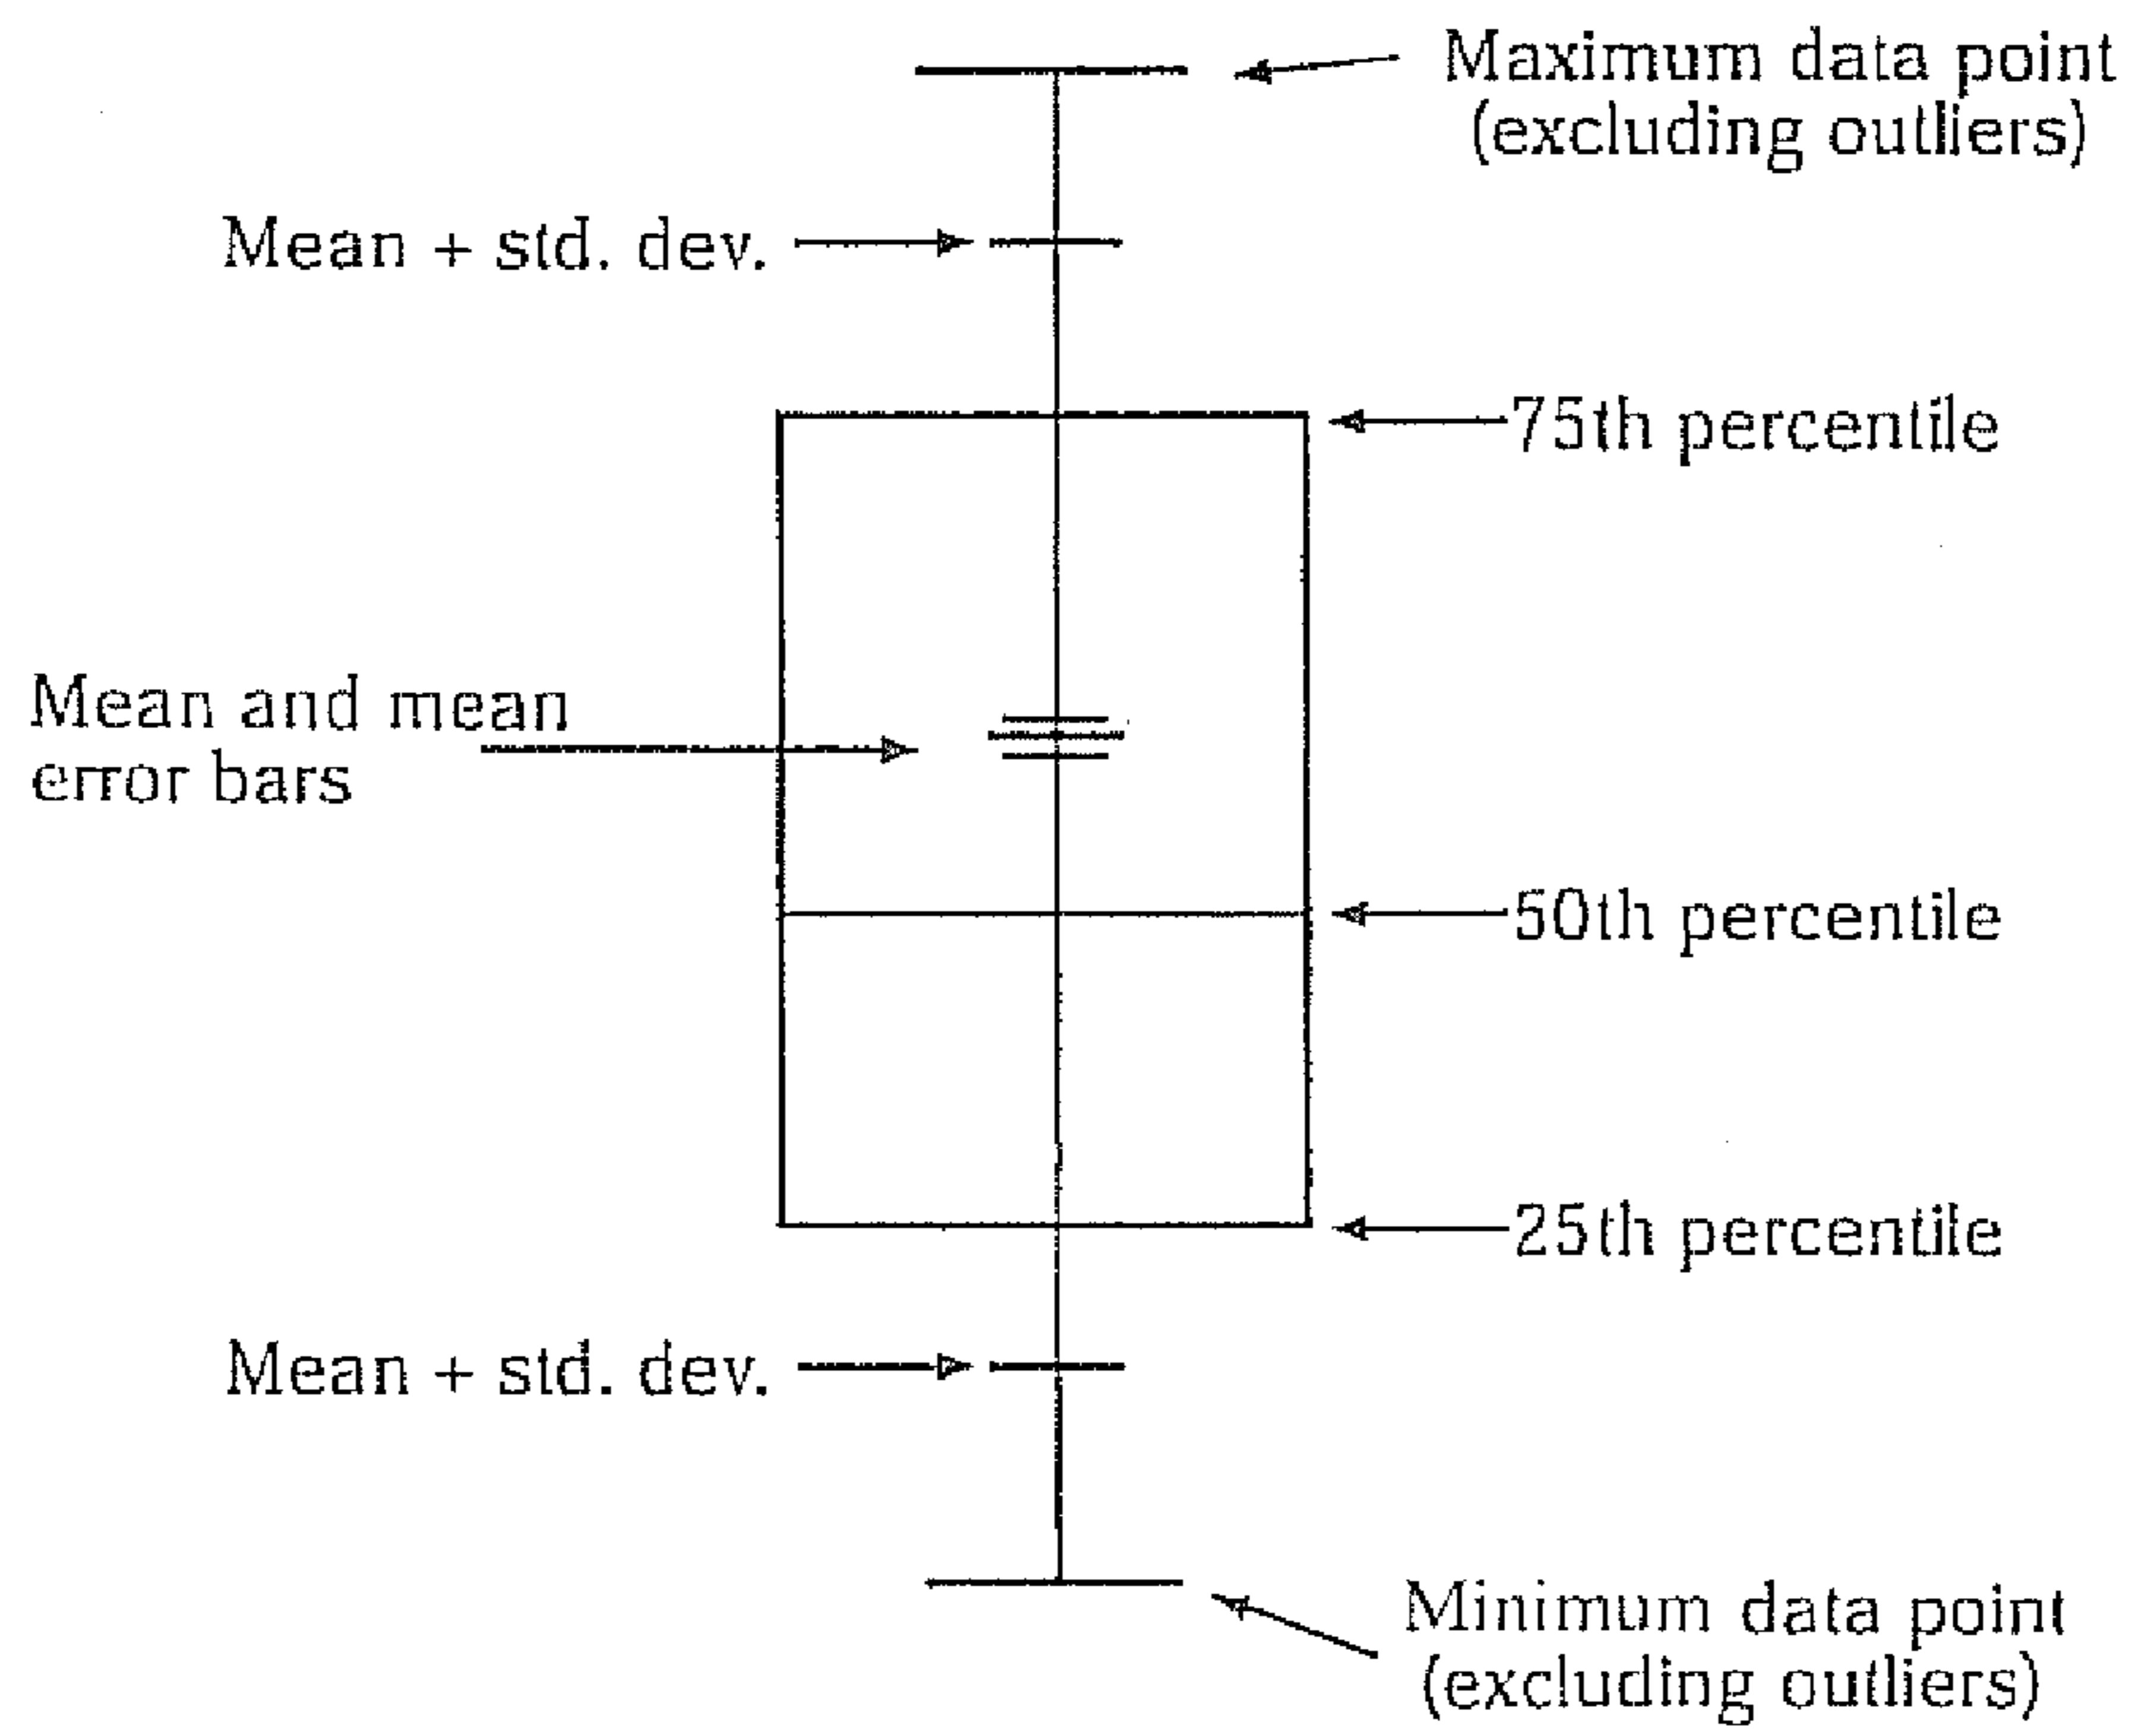 Maximum data point
(excluding outliers)
Mean + std. dev.
75th percentile
Mean and mean
error bars
50th percentile
25th percentile
Mean + std. dev.
Minimum data point
(excluding outliers)